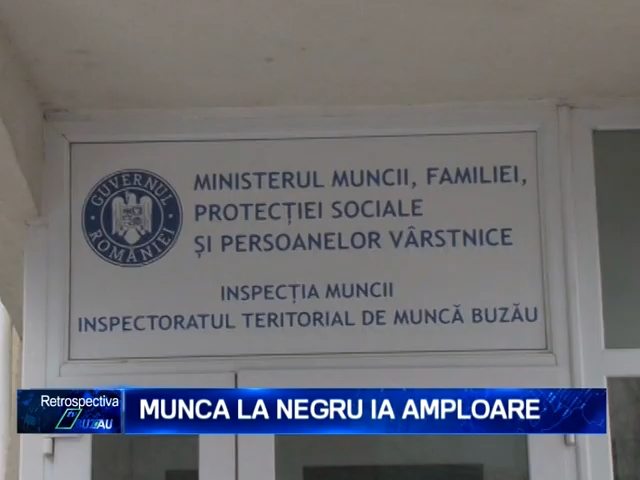 GUVERNUL
ROMÂNIEI
MINISTERUL MUNCII, FAMILIEI,
PROTECȚIEI SOCIALE
ȘI PERSOANELOR VÂRSTNICE
INSPECȚIA MUNCII
INSPECTORATUL TERITORIAL DE MUNCĂ BUZĂU
Retrospectiva
BUZAU
MUNCA LA NEGRU IA AMPLOARE